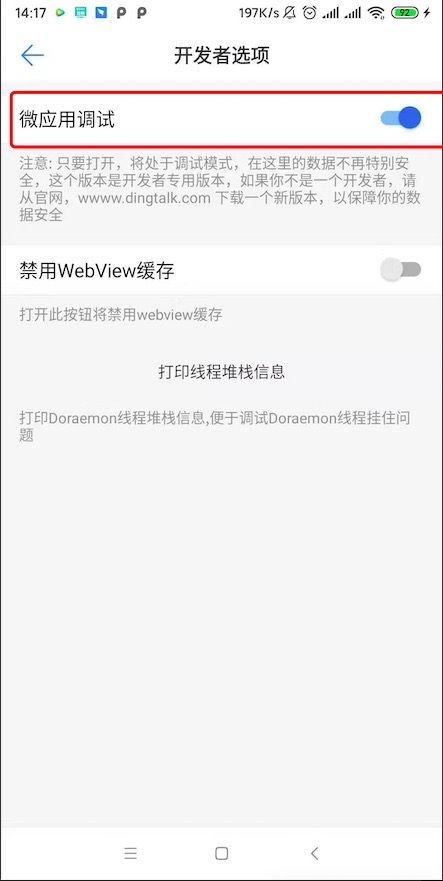 14:17 197K/s 92
开发者选项
微应用调试
注意: 只要打开，将处于调试模式，在这里的数据不再特别安
全，这个版本是开发者专用版本，如果你不是一个开发者，请
从官网，wwww.dingtalk.com 下载一个新版本，以保障你的数
据安全
禁用WebView缓存
打开此按钮将禁用webview缓存
打印线程堆栈信息
打印Doraemon线程堆栈信息,便于调试Doraemon线程挂住问
题